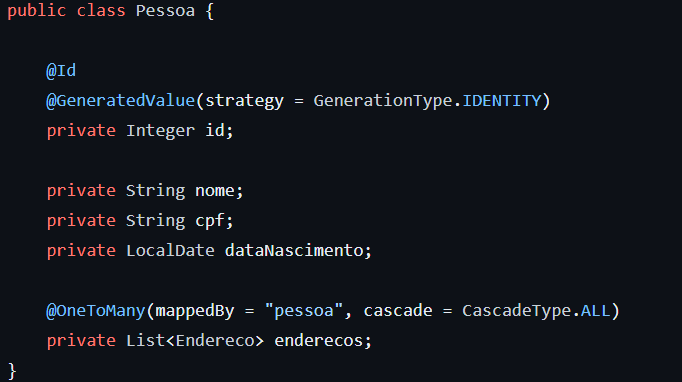 public class Pessoa {
@Id
@GeneratedValue(strategy = GenerationType.IDENTITY)
private Integer id;
private String nome;
private String cpf;
private LocalDate dataNascimento;
@OneToMany(mappedBy = "pessoa", cascade = CascadeType.ALL)
private List<Endereco> enderecos;
}